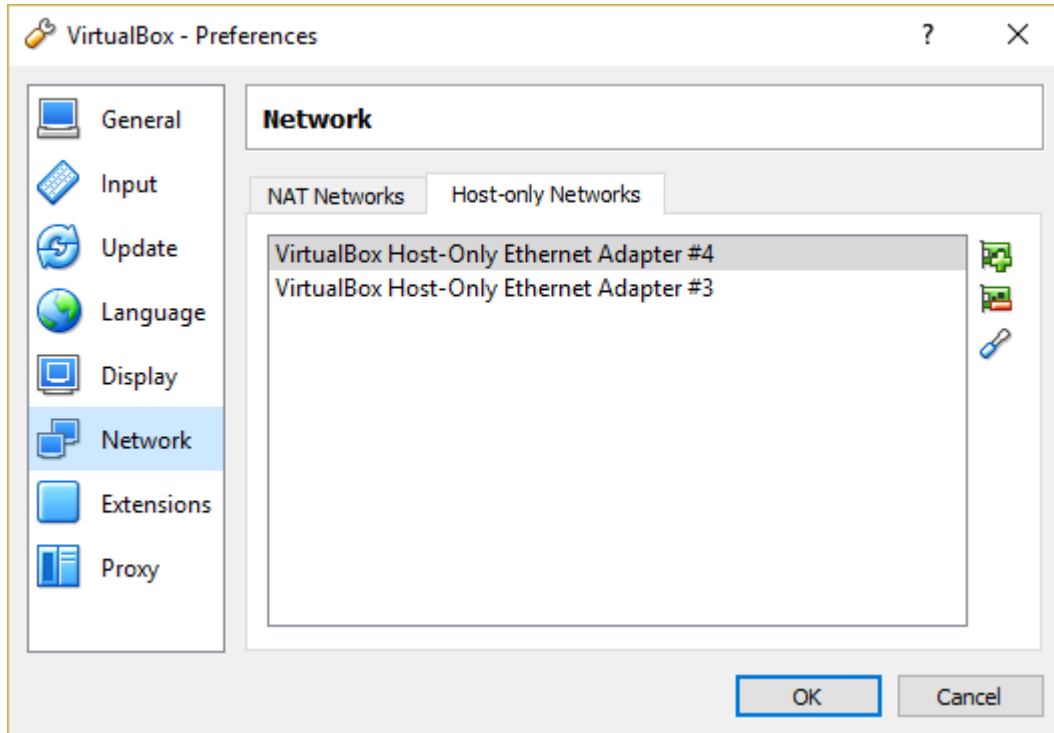 VirtualBox - Preferences
?
General
Input
Update
Language
Display
Network
Extensions
Proxy
Network
NAT Networks
Host-only Networks
VirtualBox Host-Only Ethernet Adapter #4
VirtualBox Host-Only Ethernet Adapter #3
OK
Cancel